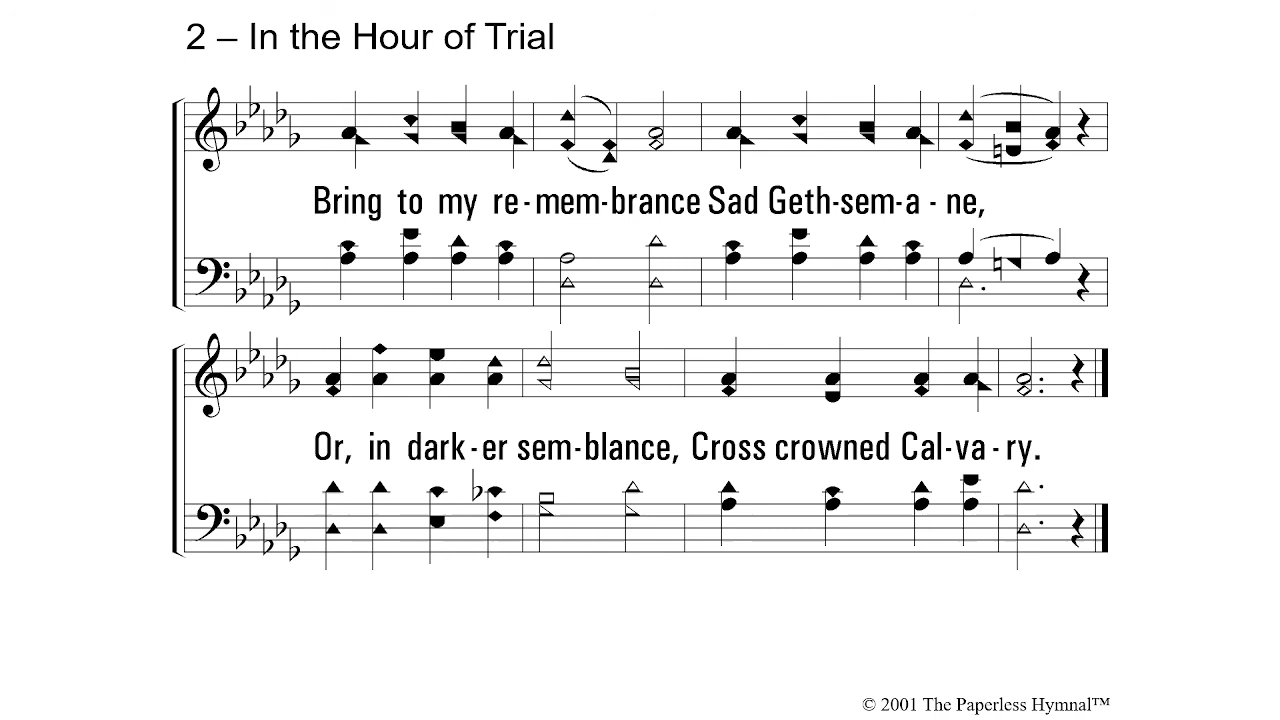 2 – In the Hour of Trial
Bring to my re - mem - brance Sad Geth - sem - a - ne,
Or, in dark - er sem - blance, Cross crowned Cal - va - ry.
© 2001 The Paperless Hymnal™